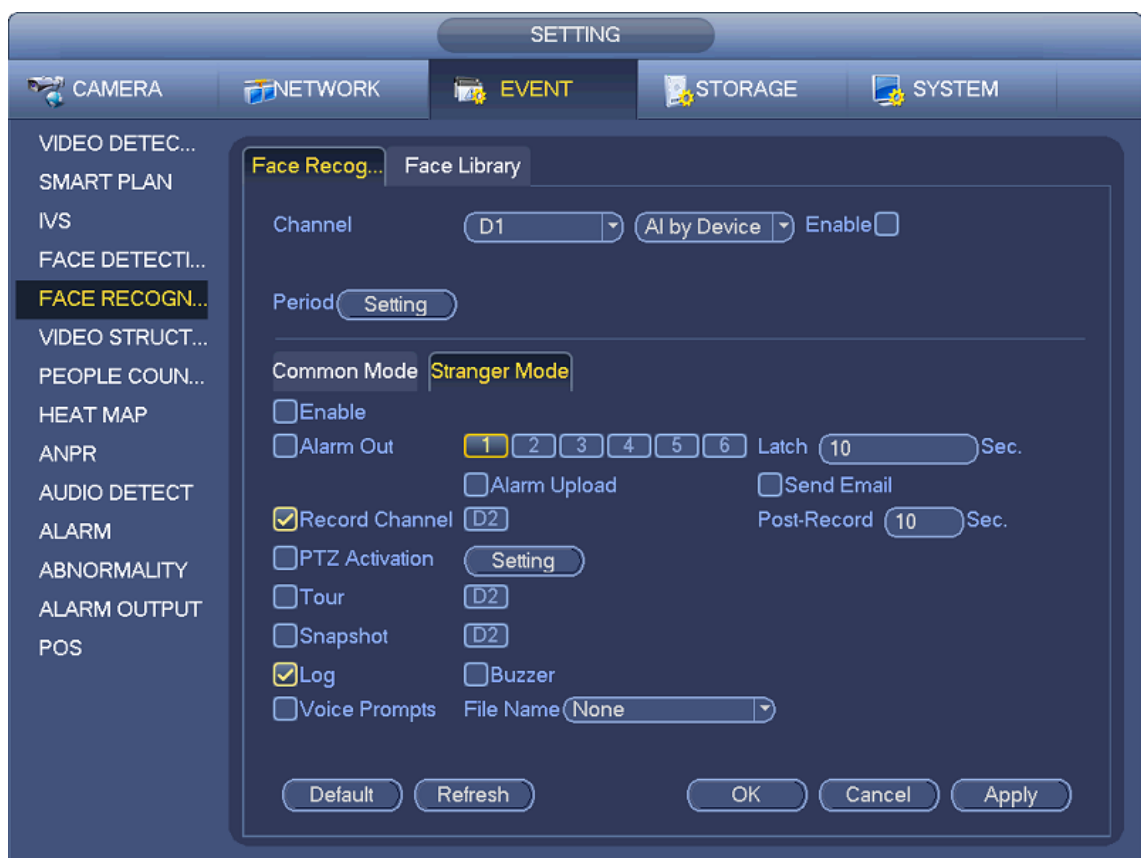 SETTING
CAMERA NETWORK EVENT STORAGE SYSTEM
VIDEO DETEC...
SMART PLAN
IVS
FACE DETECTI...
FACE RECOGN...
VIDEO STRUCT...
PEOPLE COUN...
HEAT MAP
ANPR
AUDIO DETECT
ALARM
ABNORMALITY
ALARM OUTPUT
POS
Face Recog... Face Library
Channel D1 AI by Device Enable
Period Setting
Common Mode Stranger Mode
Enable
Alarm Out 1 2 3 4 5 6 Latch 10 Sec.
Alarm Upload Send Email
Record Channel D2 Post-Record 10 Sec.
PTZ Activation Setting
Tour D2
Snapshot D2
Log Buzzer
Voice Prompts File Name None
Default Refresh OK Cancel Apply